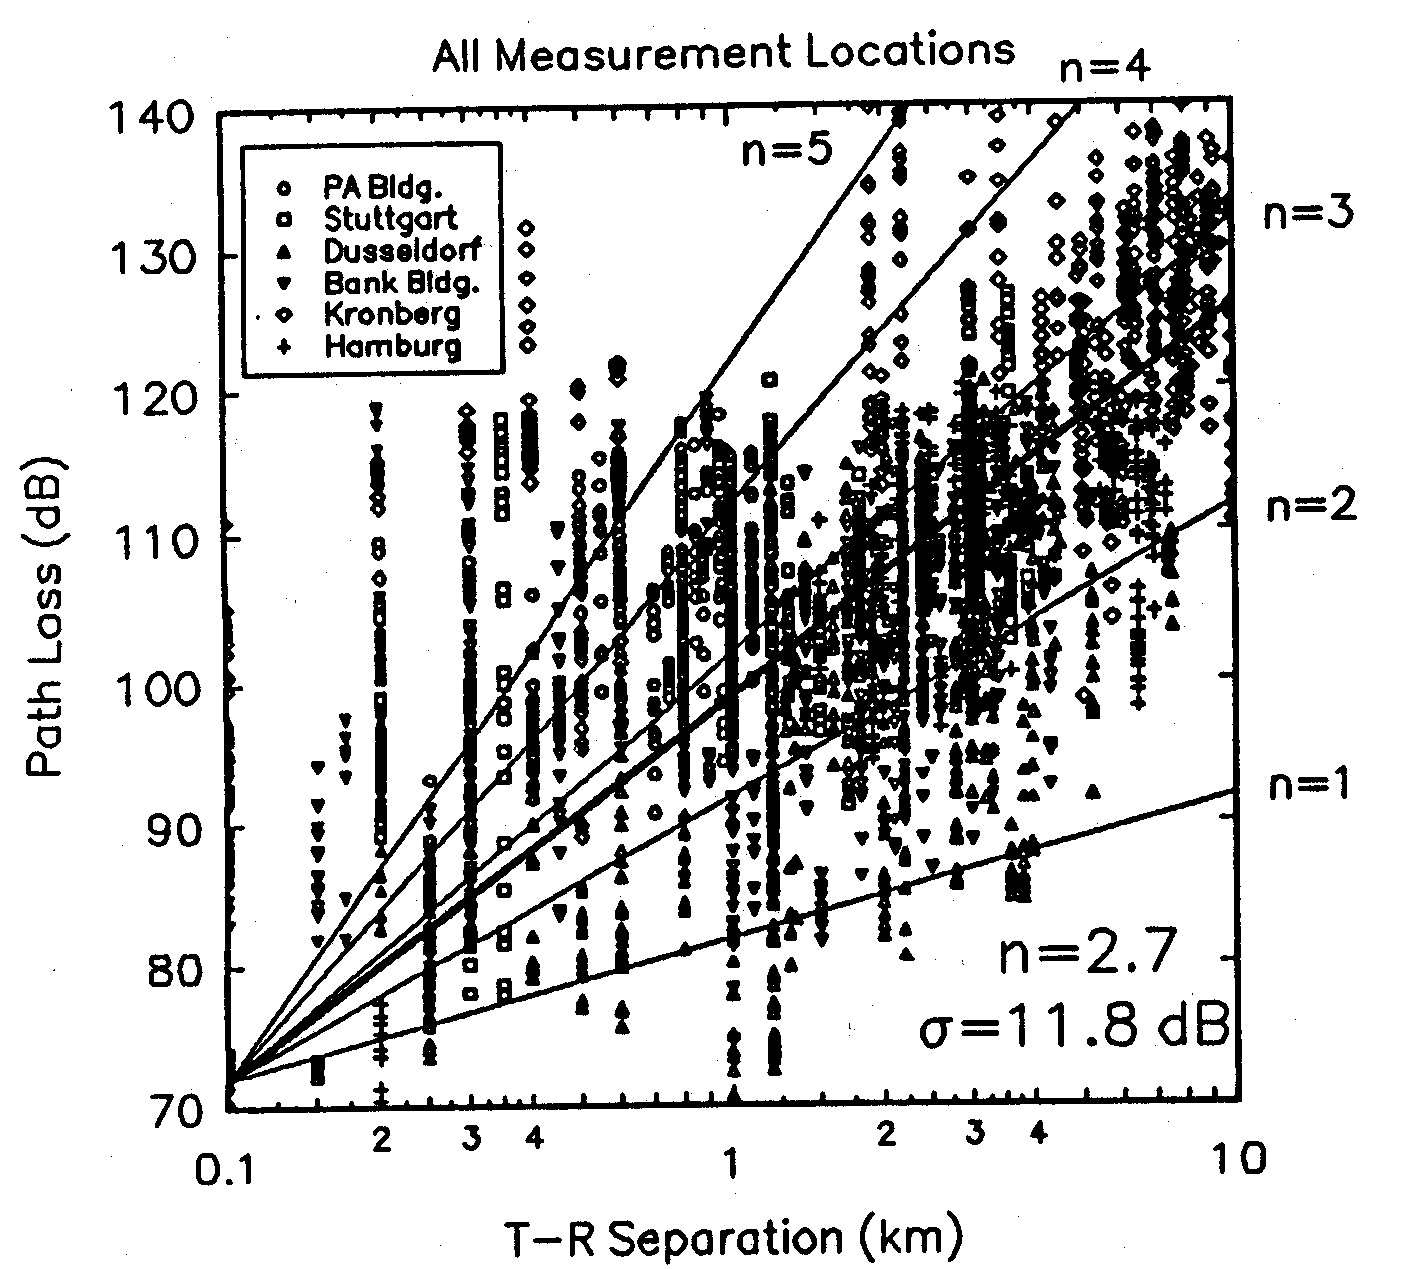 All Measurement Locations
n=4
n=5
n=3
n=2
n=1
140
130
120
110
100
90
80
70
Path Loss (dB)
PA Bldg.
Stuttgart
Dusseldorf
Bank Bldg.
Kronberg
Hamburg
n=2.7
σ=11.8 dB
2 3 4 2 3 4
0.1 1 10
T-R Separation (km)